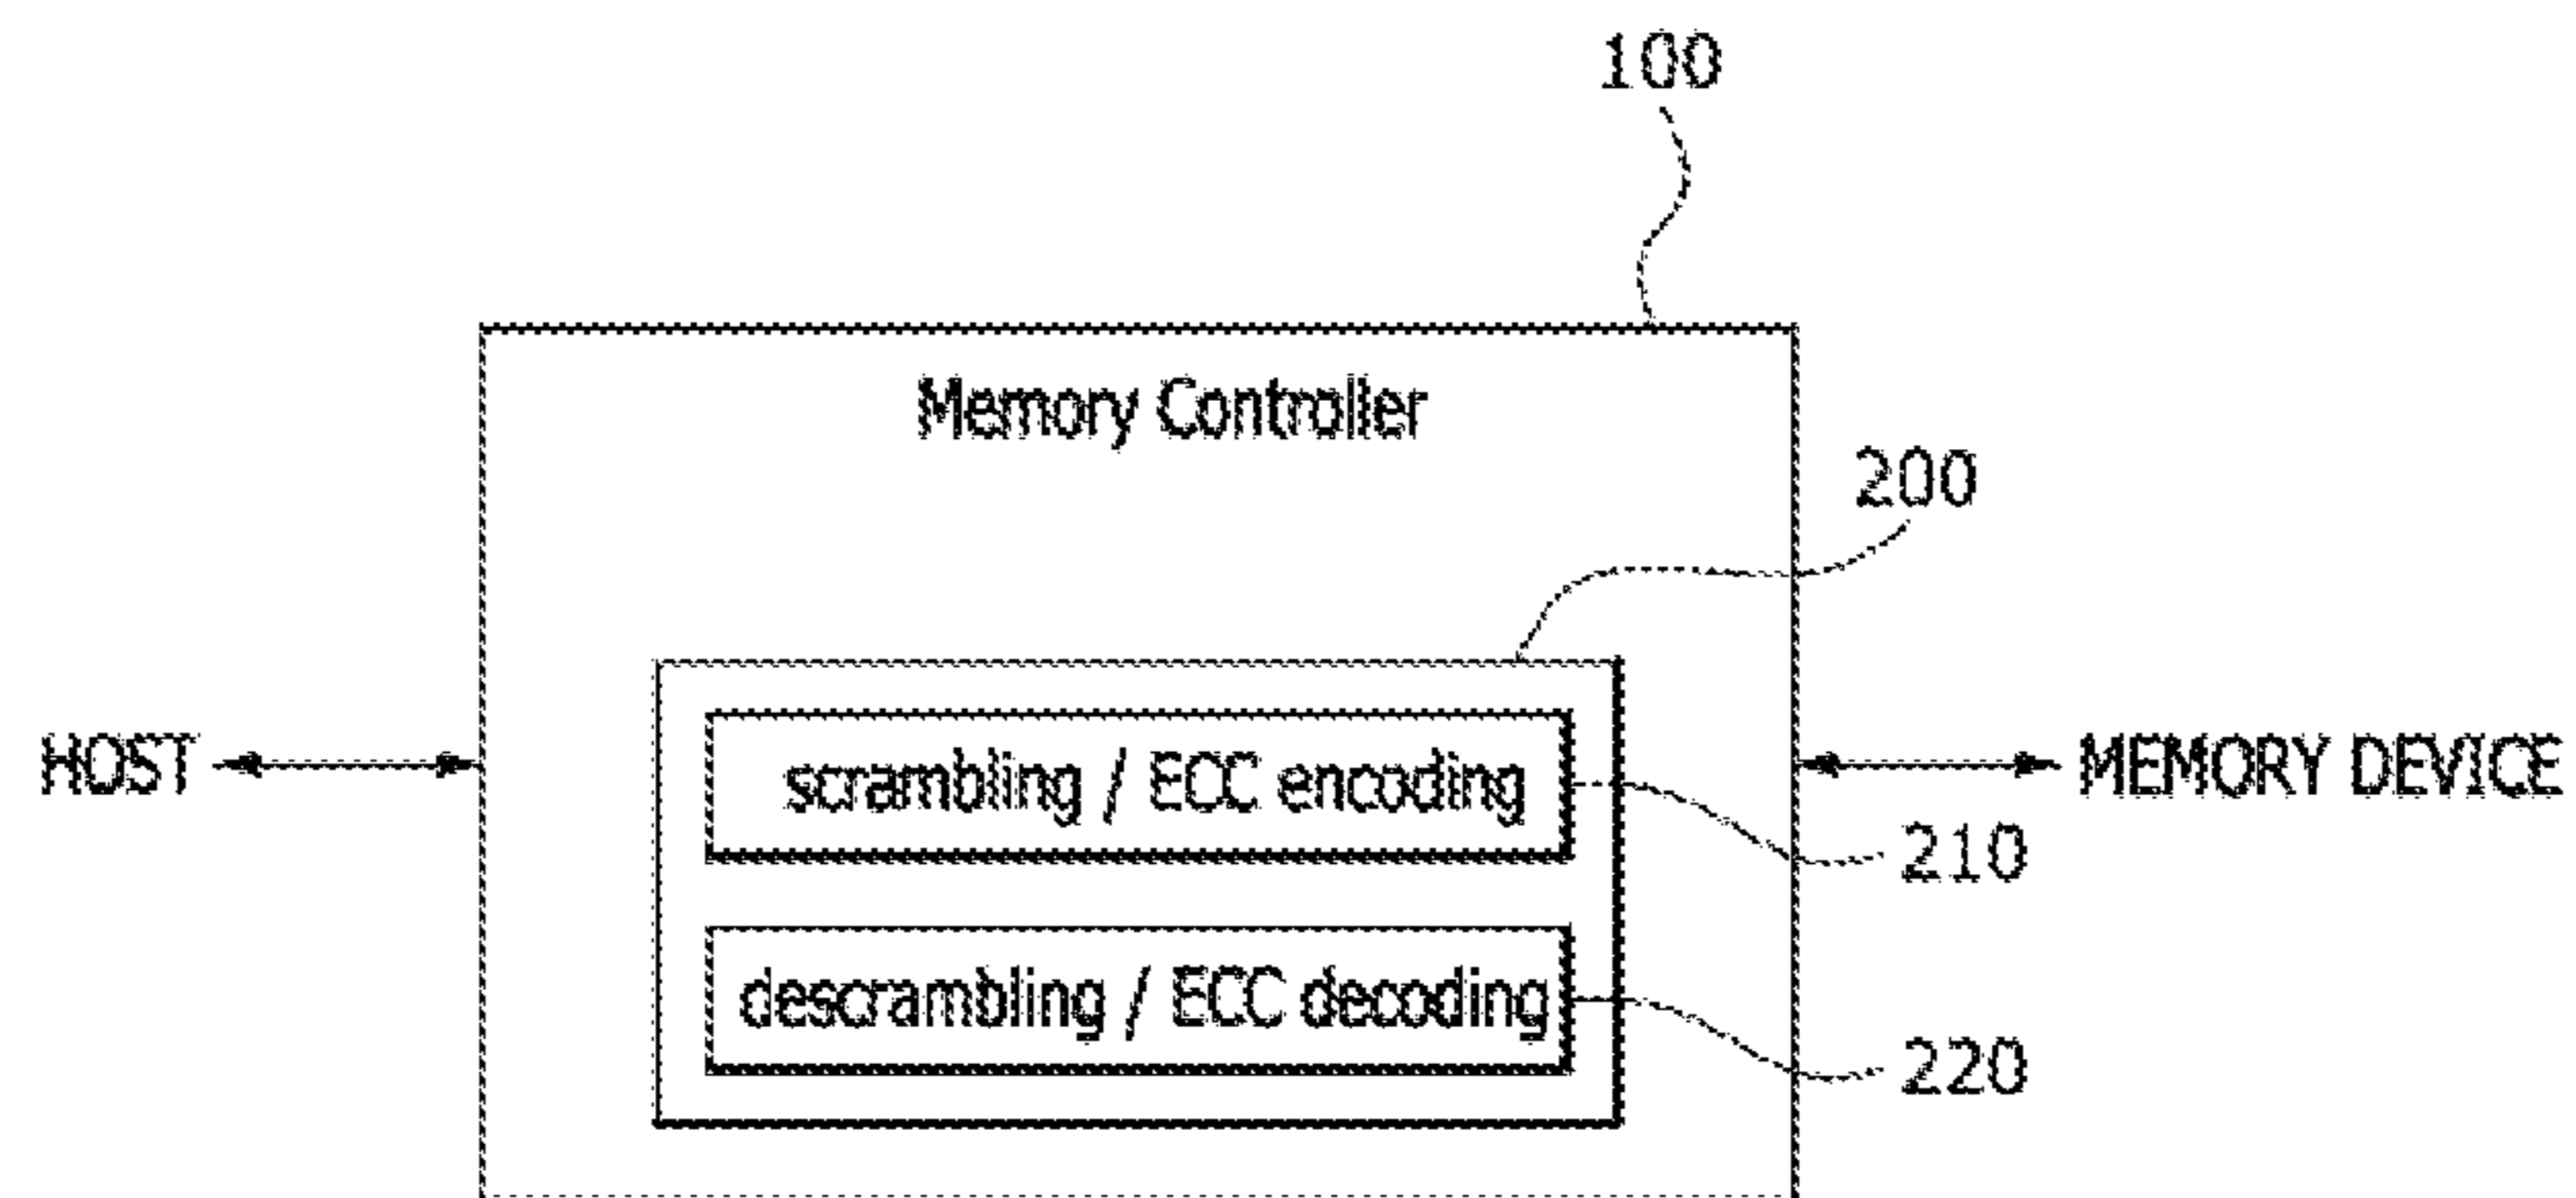 100
Memory Controller
200
HOST
scrambling / ECC encoding
MEMORY DEVICE
210
descrambling / ECC decoding
220